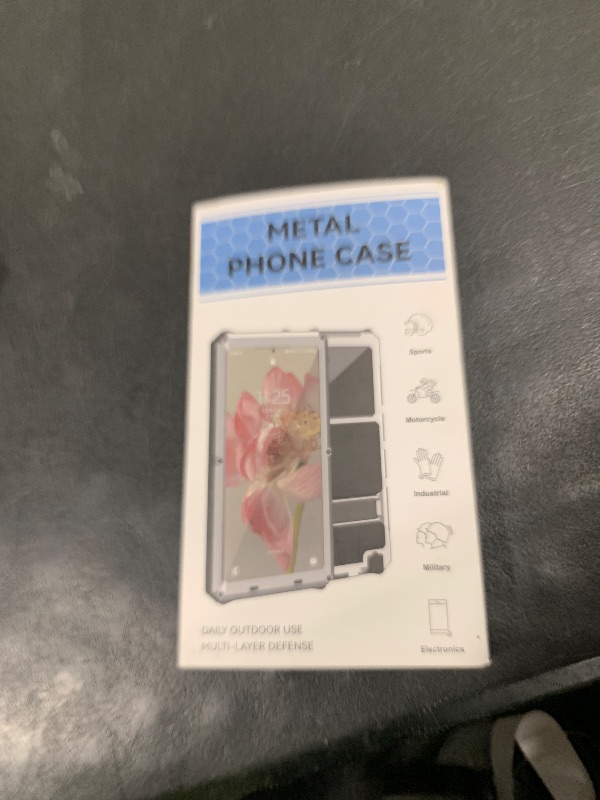 METAL
PHONE CASE
11:25
Sports
Motorcycle
Industrial
Military
Electronics
DAILY OUTDOOR USE
MULTI-LAYER DEFENSE